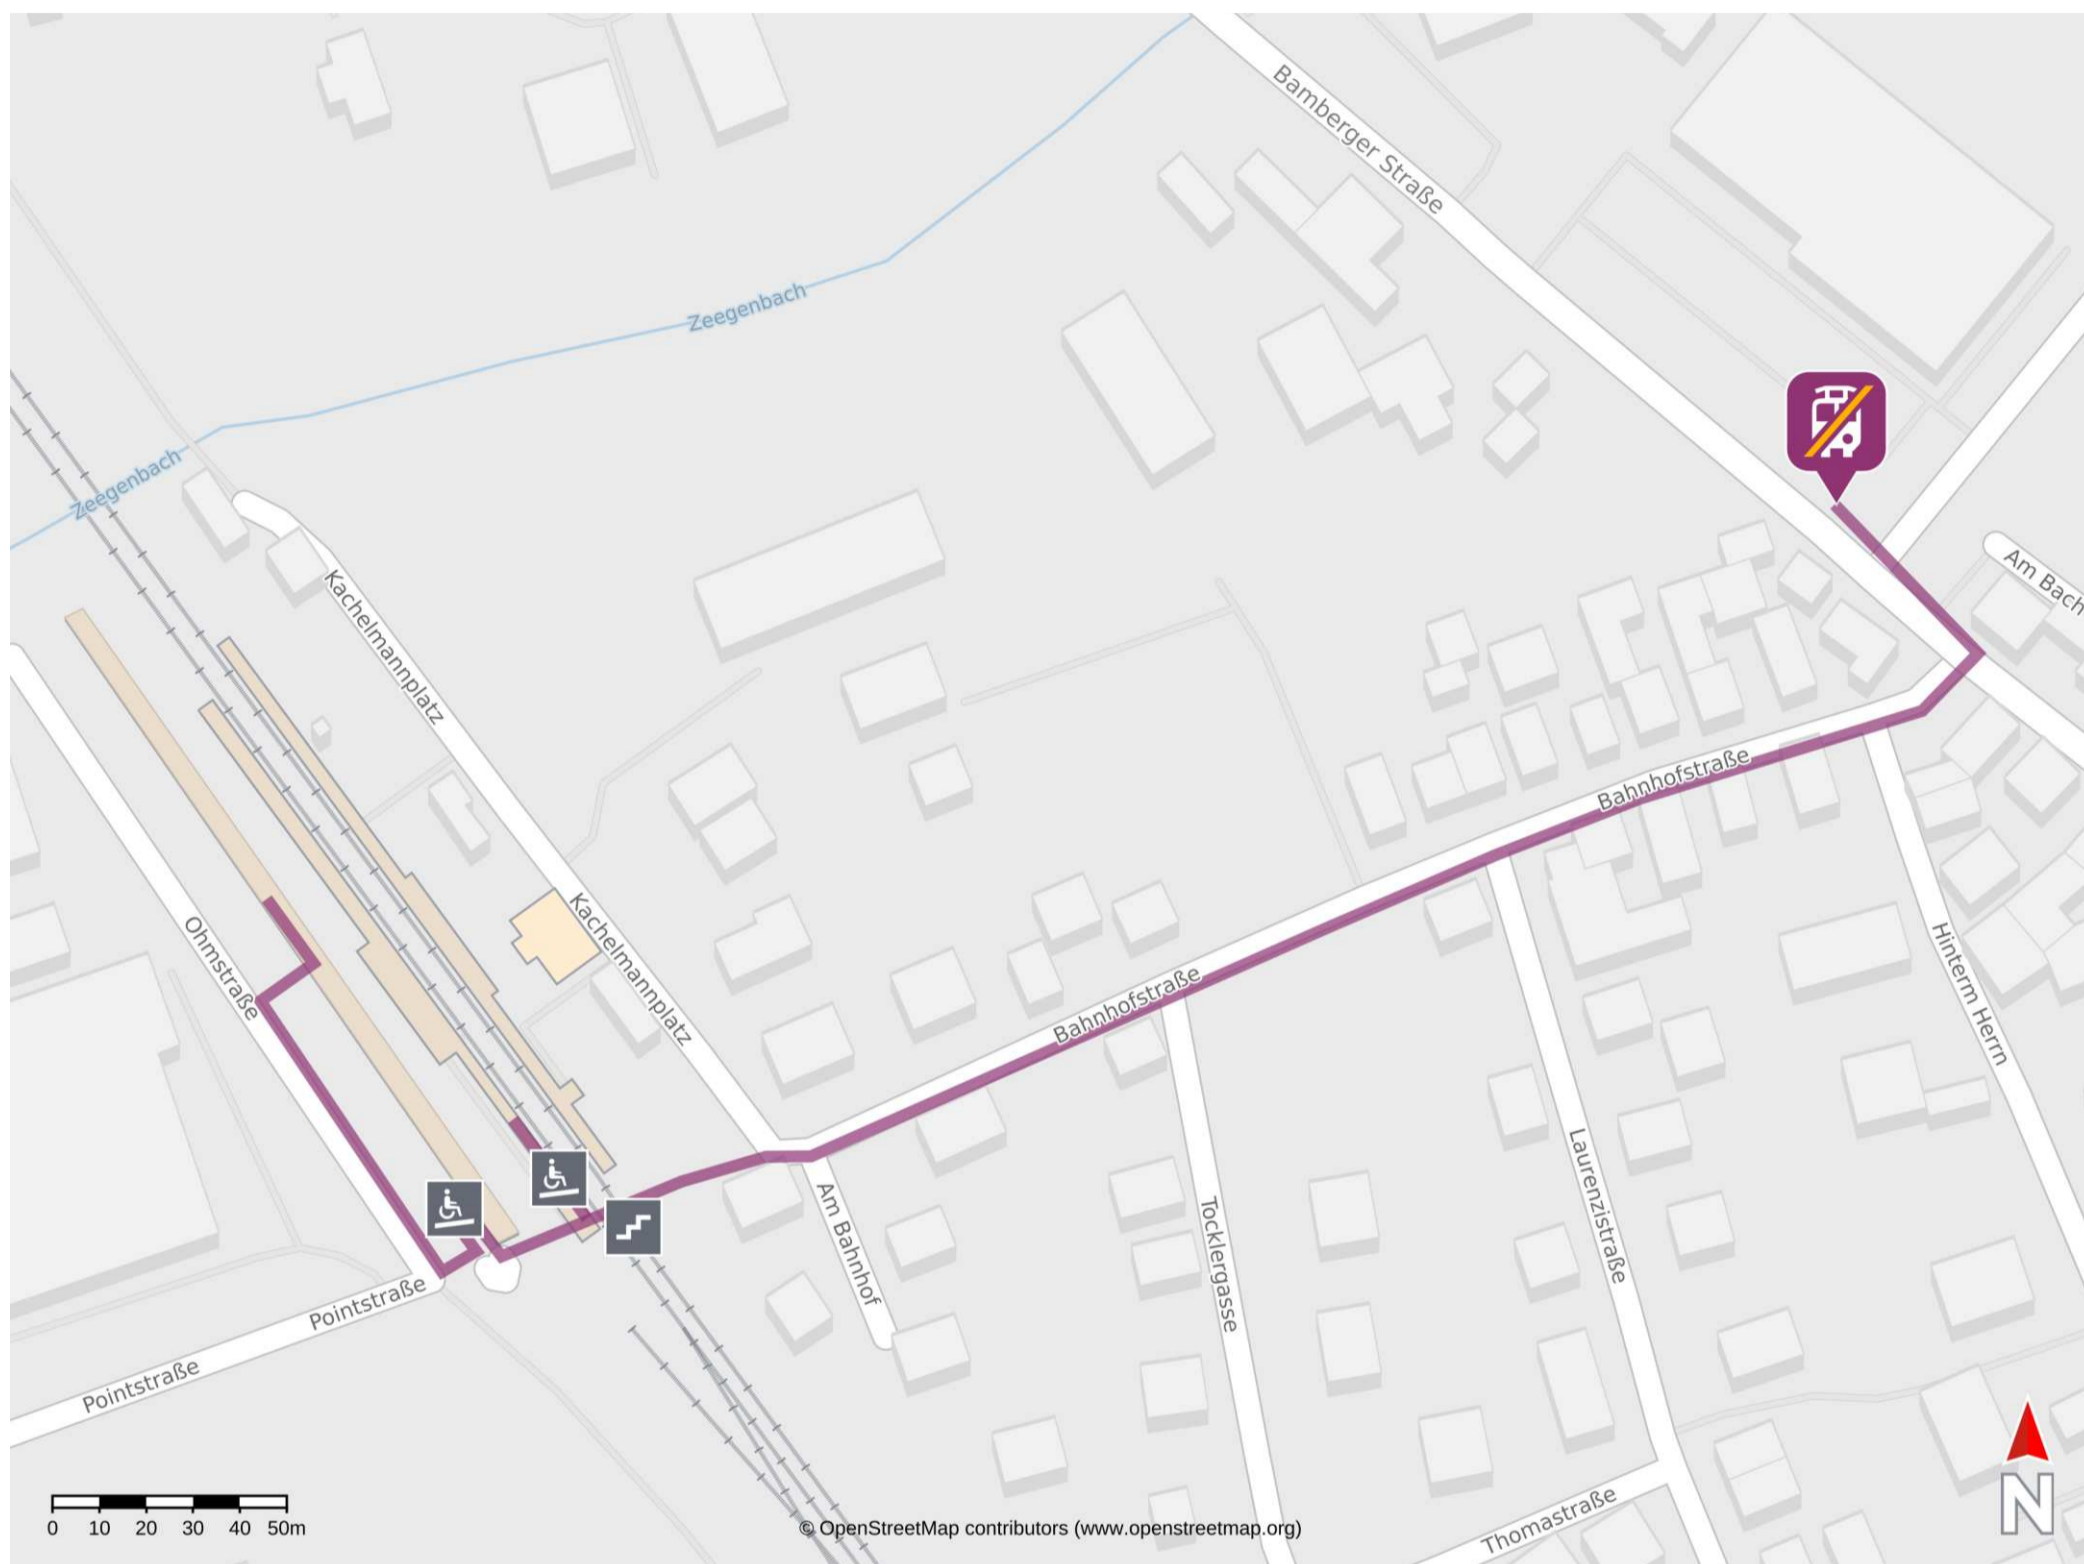 Bamberger Straße
Zeegenbach
Zeegenbach
Am Bach
Kachelmannplatz
Bahnhofstraße
Kachelmannplatz
Ohmstraße
Hinterm Herrn
Bahnhofstraße
Laurenzistraße
Am Bahnhof
Tocklergasse
Pointstraße
Pointstraße
Thomastraße
N
0 10 20 30 40 50m
© OpenStreetMap contributors (www.openstreetmap.org)